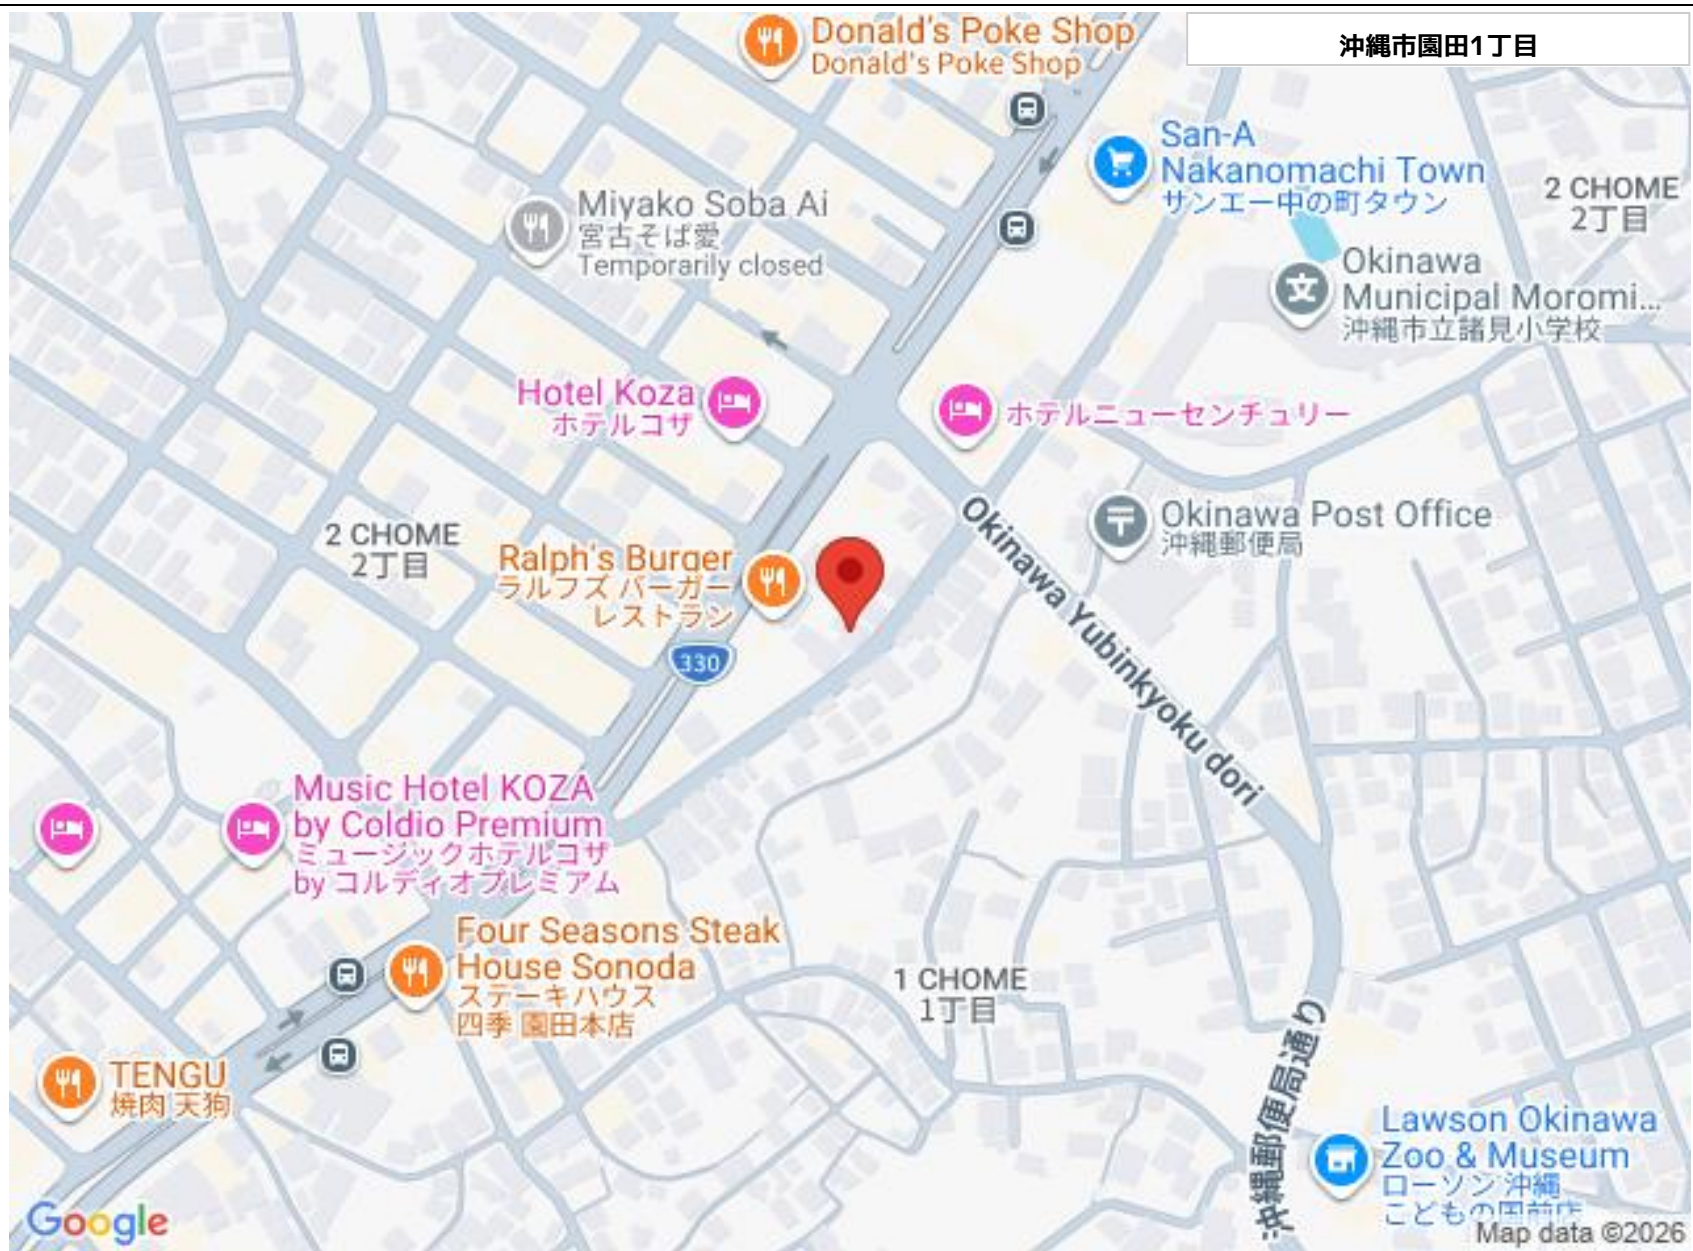 沖縄市園田1丁目
Donald's Poke Shop
Donald's Poke Shop
San-A
Nakanomachi Town
サンエー中の町タウン
2 CHOME
2丁目
Miyako Soba Ai
宮古そば愛
Temporarily closed
Okinawa
Municipal Moromi...
沖縄市立諸見小学校
Hotel Koza
ホテルコザ
ホテルニューセンチュリー
Okinawa Post Office
沖縄郵便局
2 CHOME
2丁目
Ralph's Burger
ラルフズ バーガー
レストラン
330
Okinawa Yubinkyoku dori
Music Hotel KOZA
by Coldio Premium
ミュージックホテルコザ
by コルディオプレミアム
Four Seasons Steak
House Sonoda
ステーキハウス
四季 園田本店
1 CHOME
1丁目
沖縄郵便局通り
TENGU
焼肉 天狗
Lawson Okinawa
Zoo & Museum
ローソン 沖縄
こどもの国前店
Google
Map data ©2026